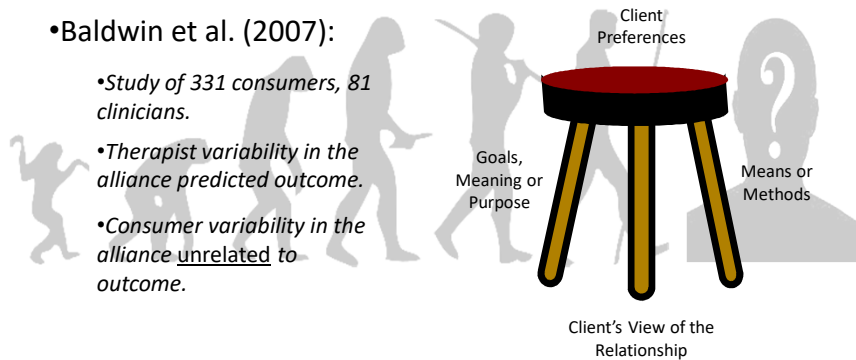 •Baldwin et al. (2007):
•Study of 331 consumers, 81
clinicians.
•Therapist variability in the
alliance predicted outcome.
•Consumer variability in the
alliance unrelated to
outcome.
Client
Preferences
Goals,
Meaning or
Purpose
Means or
Methods
Client’s View of the
Relationship
?